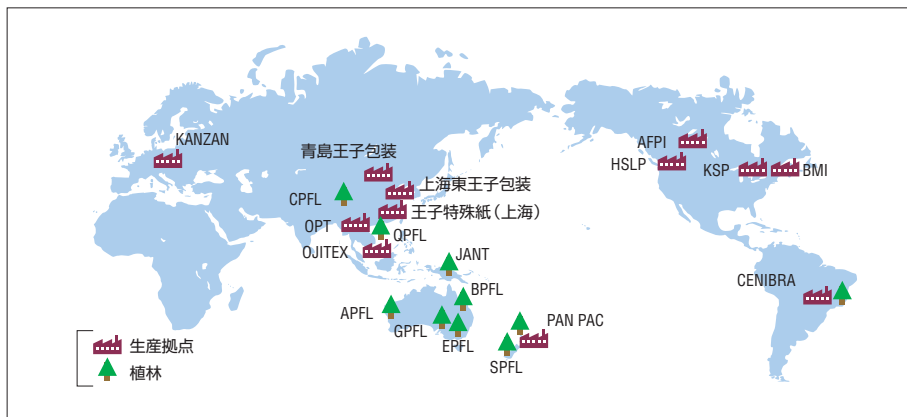 KANZAN
青島王子包装
上海東王子包装
CPFL
王子特殊紙（上海）
OPT
QPFL
OJITEX
JANT
BPFL
APFL
GPFL
EPFL
PAN PAC
SPFL
AFPI
HSLP
KSP
BMI
CENIBRA
生産拠点
植林